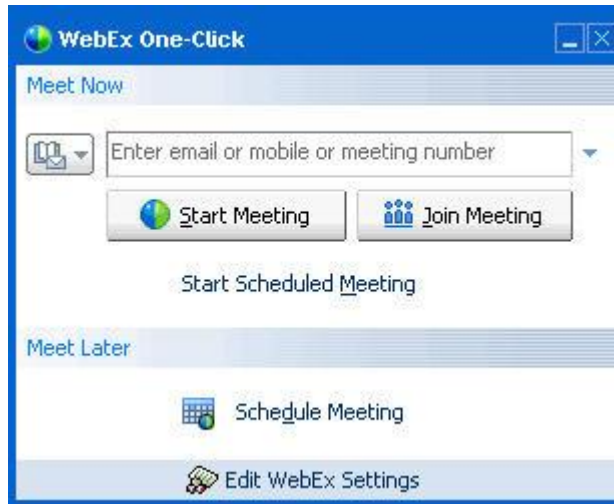 WebEx One-Click
Meet Now
Enter email or mobile or meeting number
Start Meeting Join Meeting
Start Scheduled Meeting
Meet Later
Schedule Meeting
Edit WebEx Settings